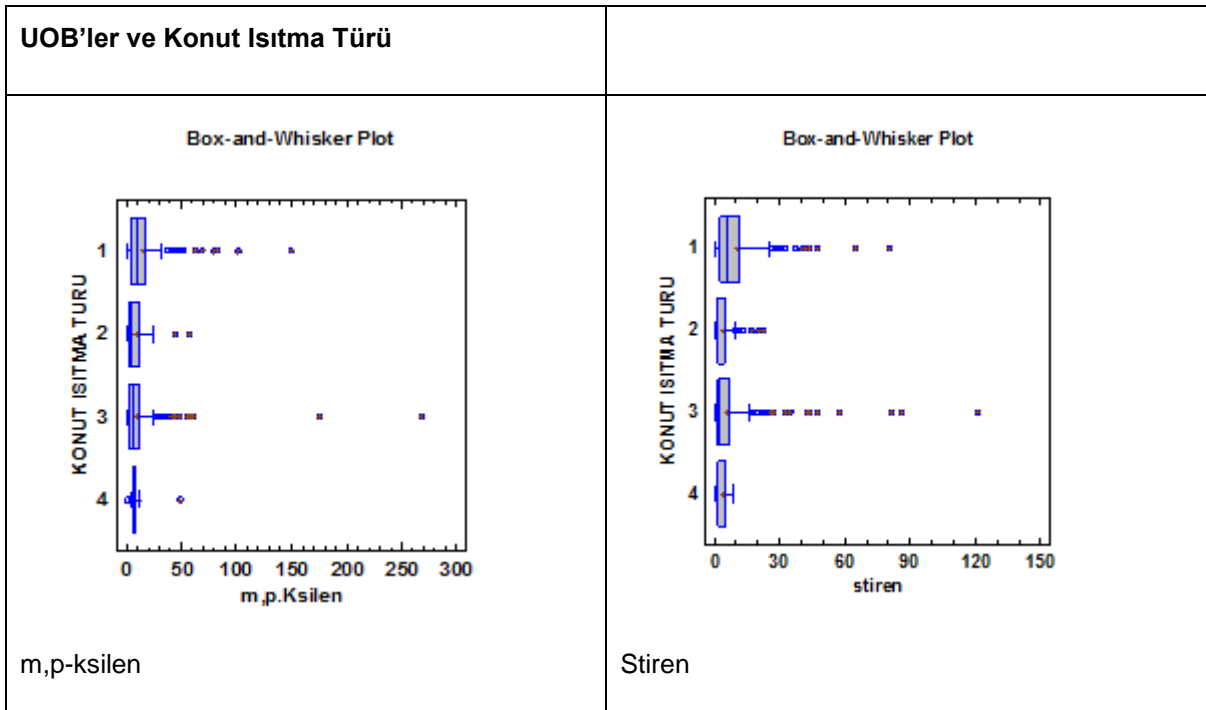 UOB’ler ve Konut Isıtma Türü
Box-and-Whisker Plot
KONUT ISITMA TURU
1
2
3
4
0 50 100 150 200 250 300
m,p.Ksilen
m,p-ksilen
Box-and-Whisker Plot
KONUT ISITMA TURU
1
2
3
4
0 30 60 90 120 150
stiren
Stiren